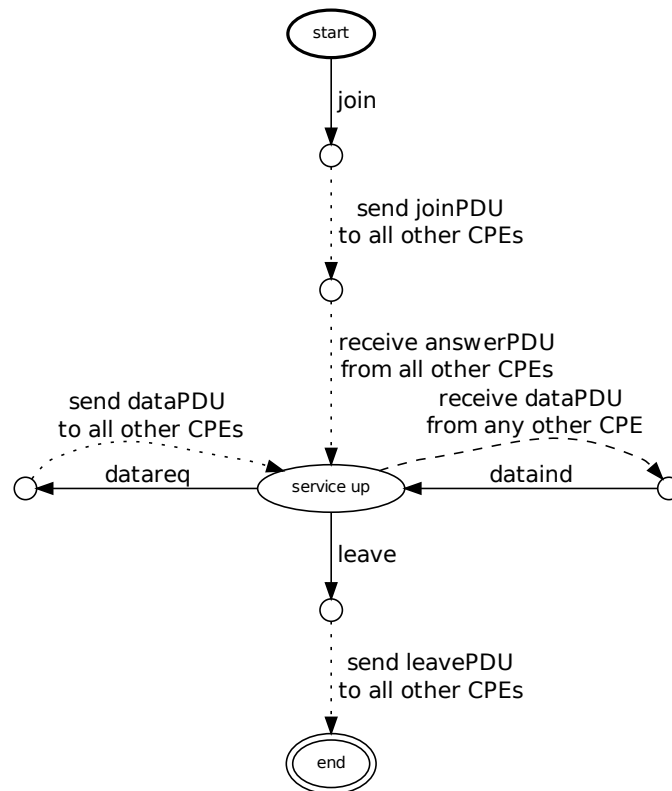 start
join
send joinPDU
to all other CPEs
receive answerPDU
from all other CPEs
send dataPDU
to all other CPEs
receive dataPDU
from any other CPE
datareq
service up
dataind
leave
send leavePDU
to all other CPEs
end